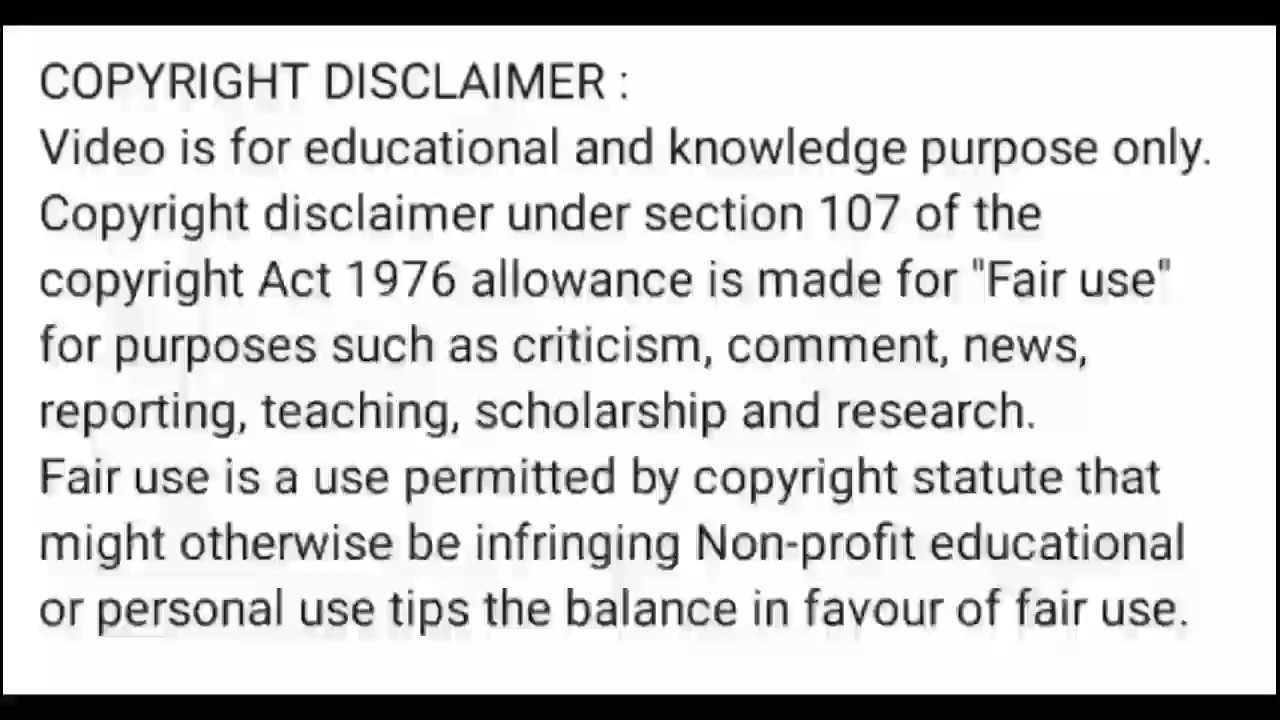 COPYRIGHT DISCLAIMER :
Video is for educational and knowledge purpose only.
Copyright disclaimer under section 107 of the
copyright Act 1976 allowance is made for "Fair use"
for purposes such as criticism, comment, news,
reporting, teaching, scholarship and research.
Fair use is a use permitted by copyright statute that
might otherwise be infringing Non-profit educational
or personal use tips the balance in favour of fair use.